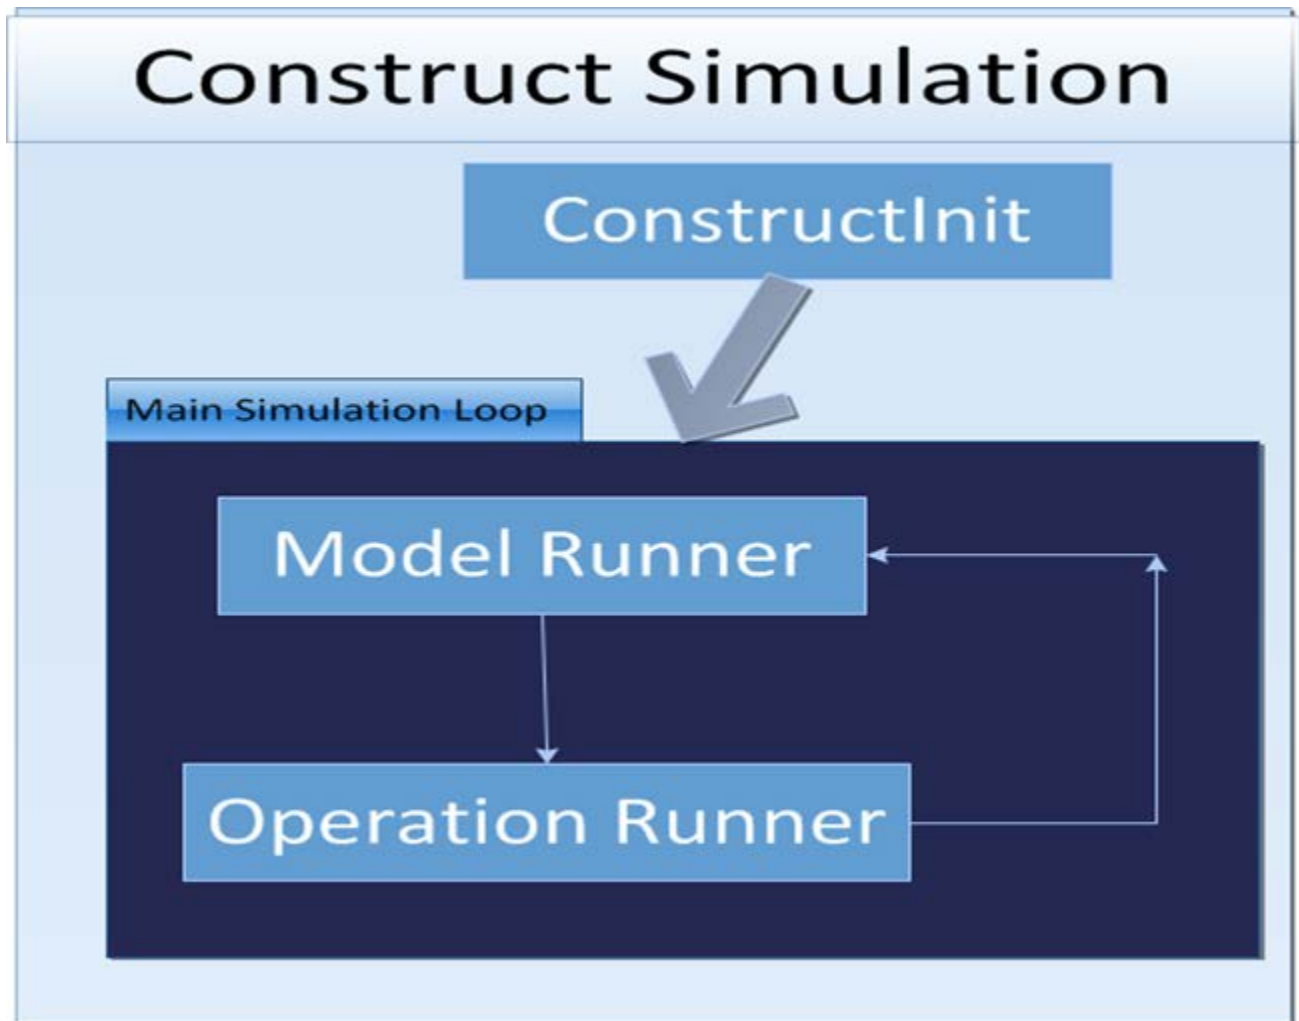 Construct Simulation
ConstructInit
Main Simulation Loop
Model Runner
Operation Runner